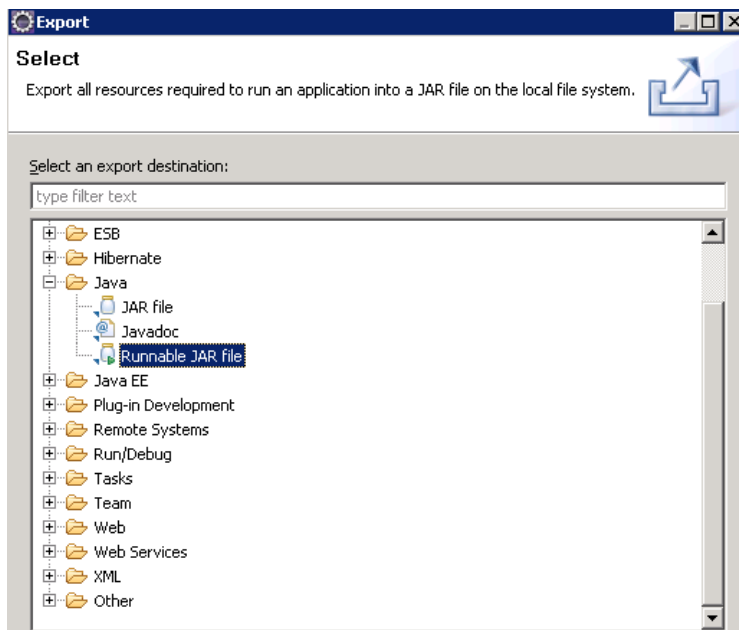 Export
Select
Export all resources required to run an application into a JAR file on the local file system.
Select an export destination:
type filter text
ESB
Hibernate
Java
JAR file
Javadoc
Runnable JAR file
Java EE
Plug-in Development
Remote Systems
Run/Debug
Tasks
Team
Web
Web Services
XML
Other